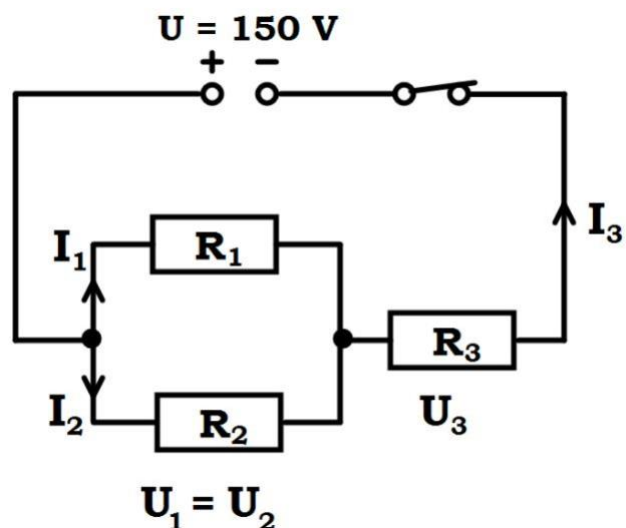 U = 150 V
+ −
I₃
I₁
R₁
R₃
I₂
R₂
U₃
U₁ = U₂